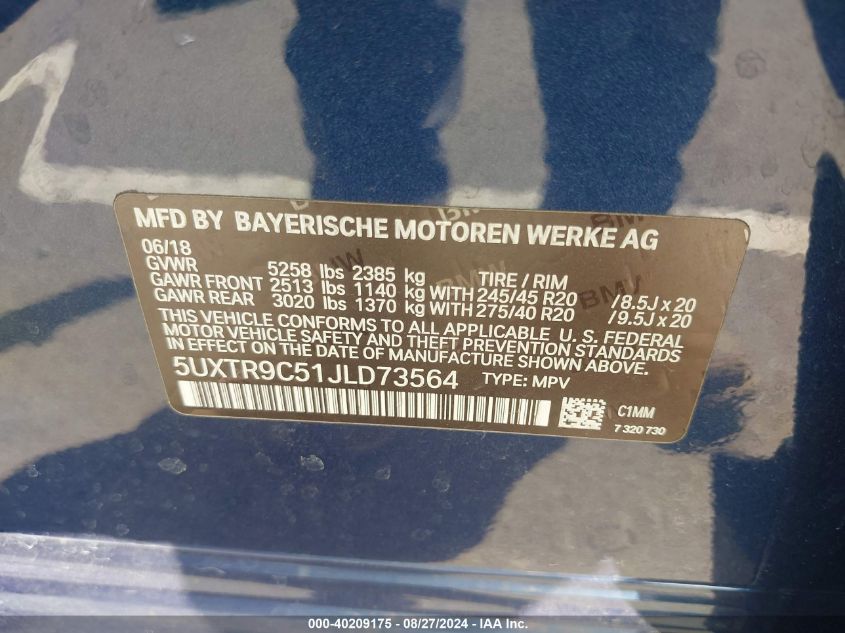 MFD BY BAYERISCHE MOTOREN WERKE AG
06/18
GVWR 5258 lbs 2385 kg TIRE / RIM
GAWR FRONT 2513 lbs 1140 kg WITH 245/45 R20 /8.5J x 20
GAWR REAR 3020 lbs 1370 kg WITH 275/40 R20 /9.5J x 20
THIS VEHICLE CONFORMS TO ALL APPLICABLE U. S. FEDERAL
MOTOR VEHICLE SAFETY AND THEFT PREVENTION STANDARDS
IN EFFECT ON THE DATE OF MANUFACTURE SHOWN ABOVE.
5UXTR9C51JLD73564 TYPE: MPV
C1MM
7 320 730
000-40209175 - 08/27/2024 - IAA Inc.